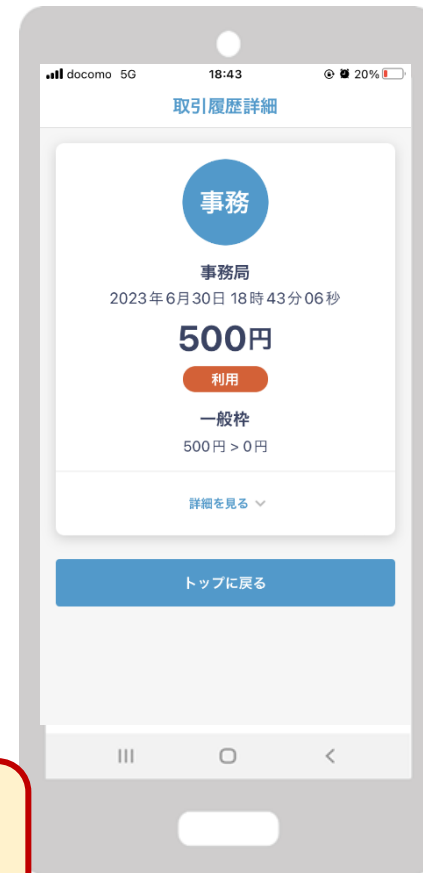 docomo 5G 18:43 20%
取引履歴詳細
事務
事務局
2023年6月30日 18時43分06秒
500円
利用
一般枠
500円 > 0円
詳細を見る
トップに戻る